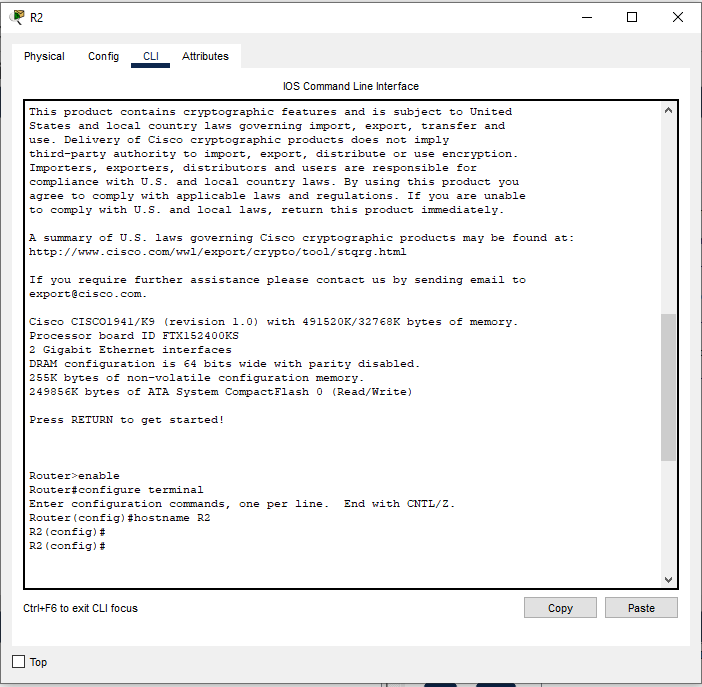 R2
Physical Config CLI Attributes
IOS Command Line Interface
This product contains cryptographic features and is subject to United
States and local country laws governing import, export, transfer and
use. Delivery of Cisco cryptographic products does not imply
third-party authority to import, export, distribute or use encryption.
Importers, exporters, distributors and users are responsible for
compliance with U.S. and local country laws. By using this product you
agree to comply with applicable laws and regulations. If you are unable
to comply with U.S. and local laws, return this product immediately.
A summary of U.S. laws governing Cisco cryptographic products may be found at:
http://www.cisco.com/wwl/export/crypto/tool/stqrg.html
If you require further assistance please contact us by sending email to
export@cisco.com.
Cisco CISCO1941/K9 (revision 1.0) with 491520K/32768K bytes of memory.
Processor board ID FTX152400KS
2 Gigabit Ethernet interfaces
DRAM configuration is 64 bits wide with parity disabled.
255K bytes of non-volatile configuration memory.
249856K bytes of ATA System CompactFlash 0 (Read/Write)
Press RETURN to get started!
Router>enable
Router#configure terminal
Enter configuration commands, one per line.  End with CNTL/Z.
Router(config)#hostname R2
R2(config)#
R2(config)#
Ctrl+F6 to exit CLI focus
Copy Paste
Top